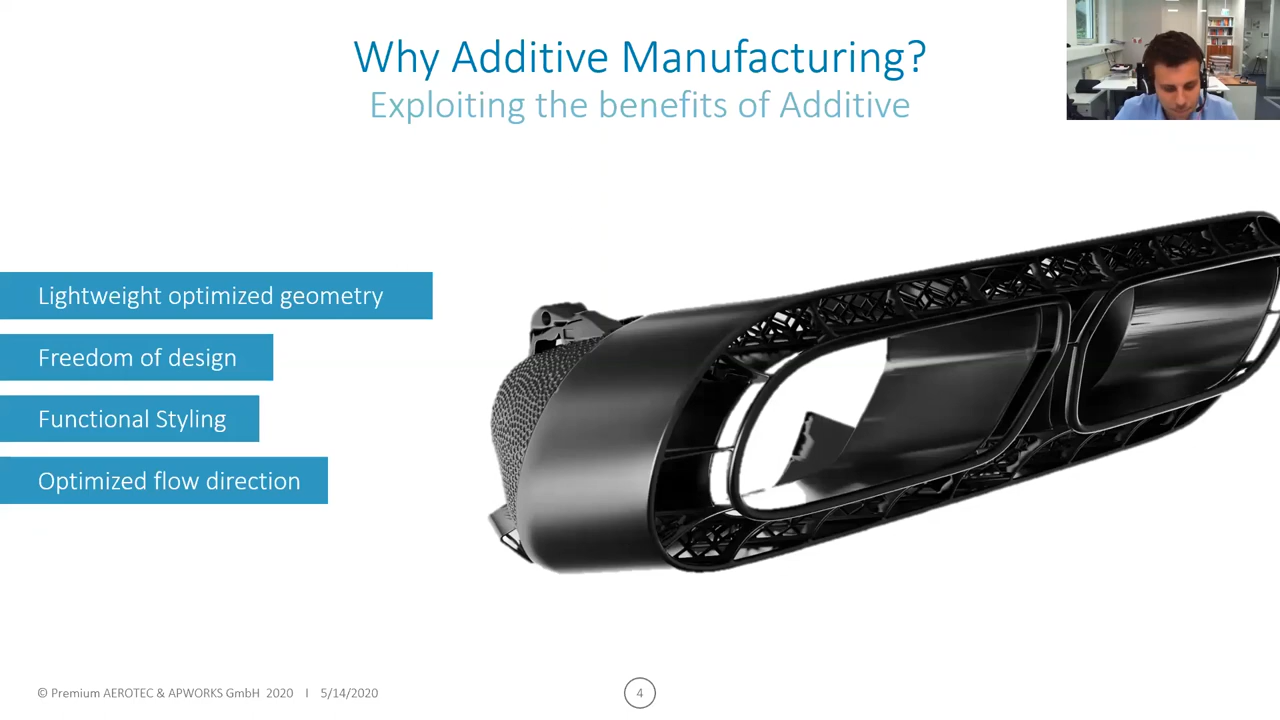 Why Additive Manufacturing?
Exploiting the benefits of Additive
Lightweight optimized geometry
Freedom of design
Functional Styling
Optimized flow direction
© Premium AEROTEC & APWORKS GmbH 2020 I 5/14/2020
4